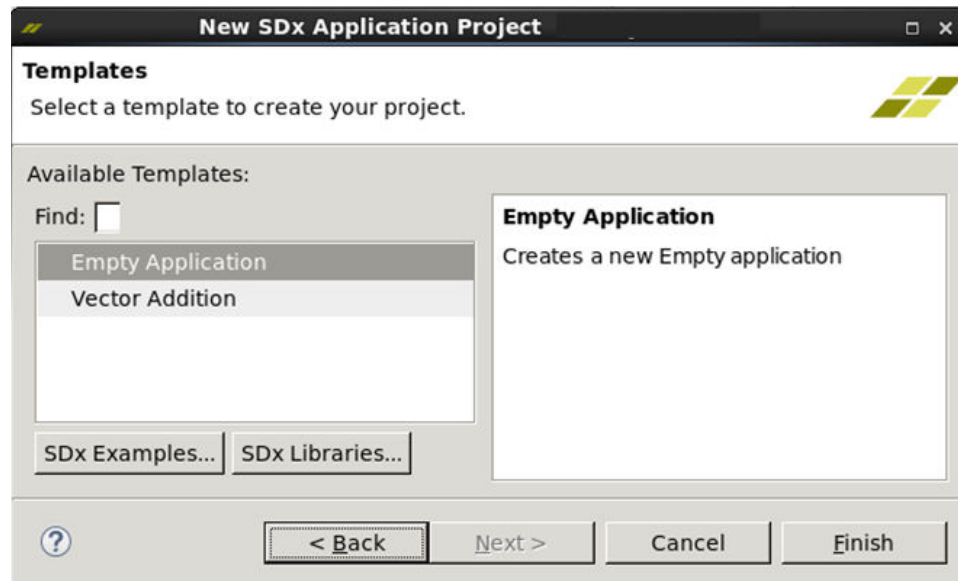 New SDx Application Project
Templates
Select a template to create your project.
Available Templates:
Find:
Empty Application
Vector Addition
SDx Examples...
SDx Libraries...
Empty Application
Creates a new Empty application
?
< Back
Next >
Cancel
Finish